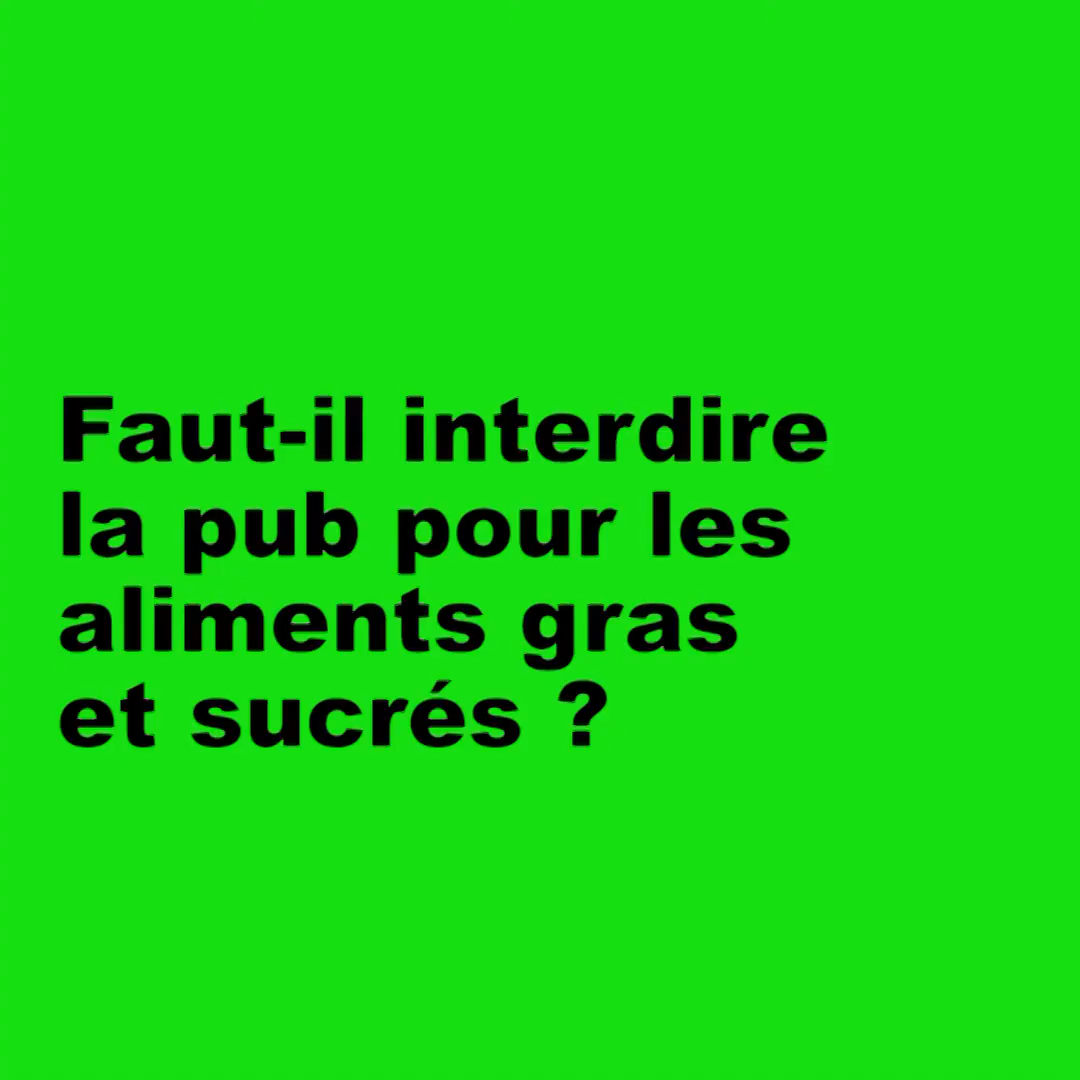 Faut-il interdire
la pub pour les
aliments gras
et sucrés ?